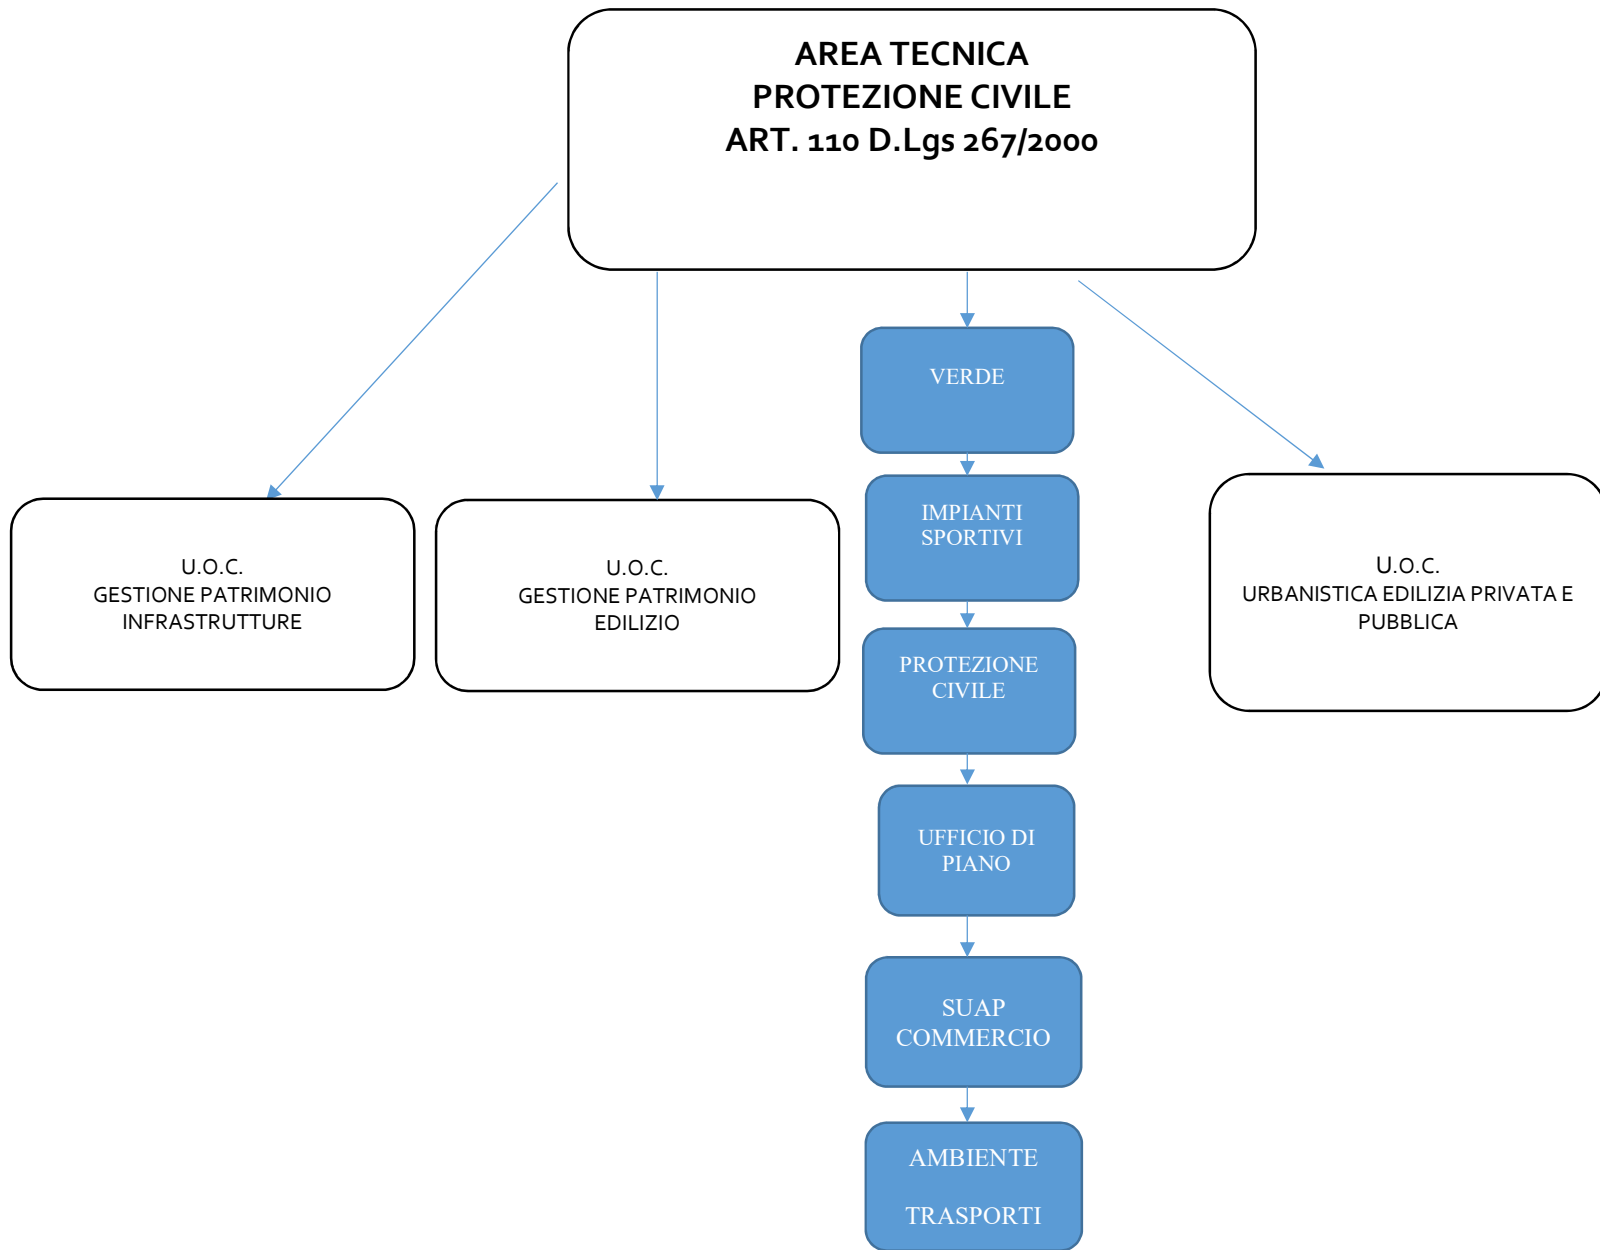 AREA TECNICA
PROTEZIONE CIVILE
ART. 110 D.Lgs 267/2000
VERDE
IMPIANTI
SPORTIVI
U.O.C.
GESTIONE PATRIMONIO
INFRASTRUTTURE
U.O.C.
GESTIONE PATRIMONIO
EDILIZIO
U.O.C.
URBANISTICA EDILIZIA PRIVATA E
PUBBLICA
PROTEZIONE
CIVILE
UFFICIO DI
PIANO
SUAP
COMMERCIO
AMBIENTE
TRASPORTI